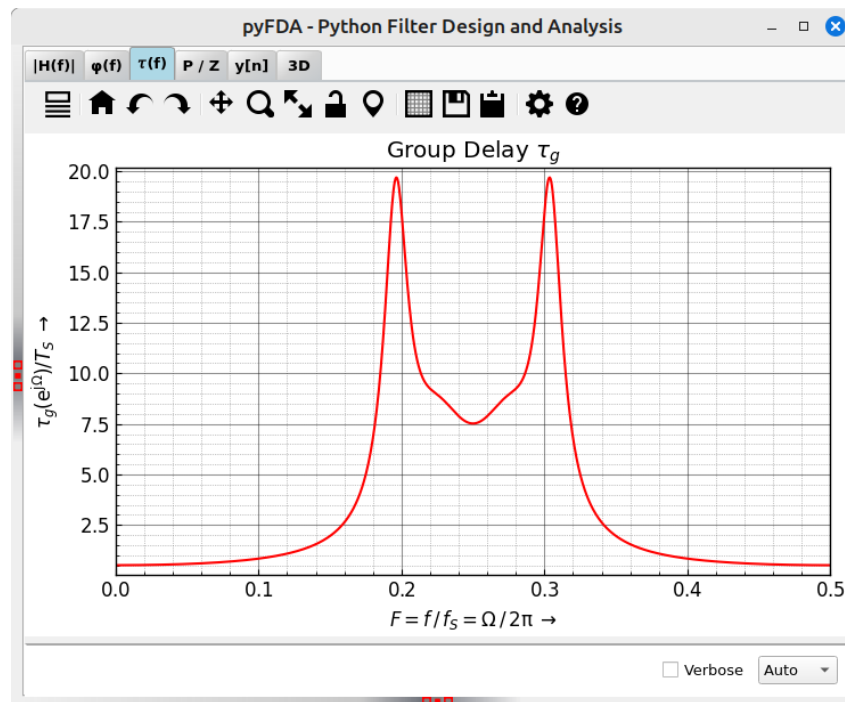 pyFDA - Python Filter Design and Analysis
|H(f)| φ(f) τ(f) P / Z y[n] 3D
Group Delay τg
20.0
17.5
15.0
12.5
10.0
7.5
5.0
2.5
τg(e^jΩ)/TS →
0.0 0.1 0.2 0.3 0.4 0.5
F = f / fS = Ω / 2π →
Verbose Auto